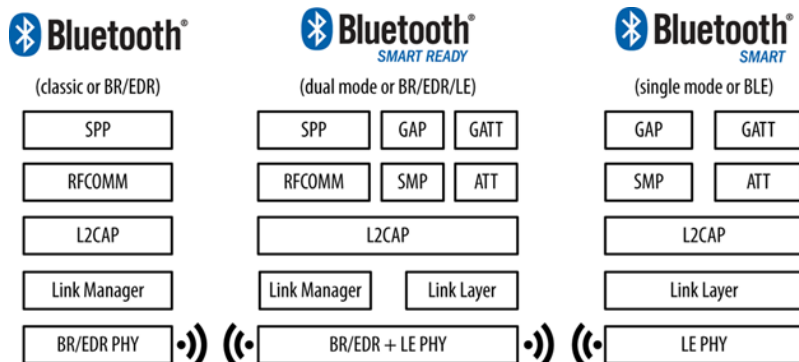 Bluetooth®
(classic or BR/EDR)
SPP
RFCOMM
L2CAP
Link Manager
BR/EDR PHY
Bluetooth®
SMART READY
(dual mode or BR/EDR/LE)
SPP GAP GATT
RFCOMM SMP ATT
L2CAP
Link Manager Link Layer
BR/EDR + LE PHY
Bluetooth®
SMART
(single mode or BLE)
GAP GATT
SMP ATT
L2CAP
Link Layer
LE PHY